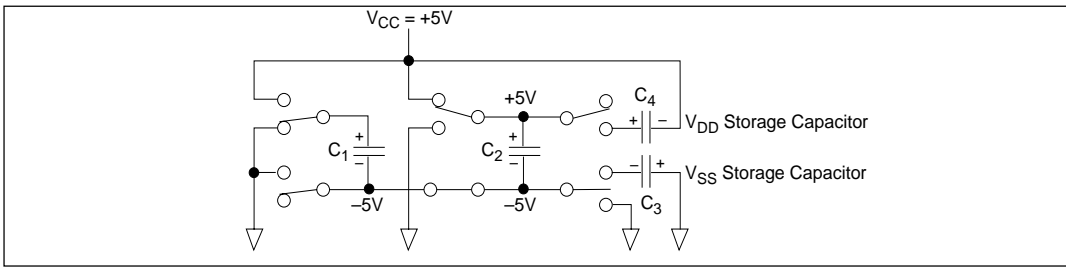 V_CC = +5V
+5V
C_4
+ −
V_DD Storage Capacitor
+
C_1
−
+
C_2
−
− +
V_SS Storage Capacitor
C_3
–5V
–5V